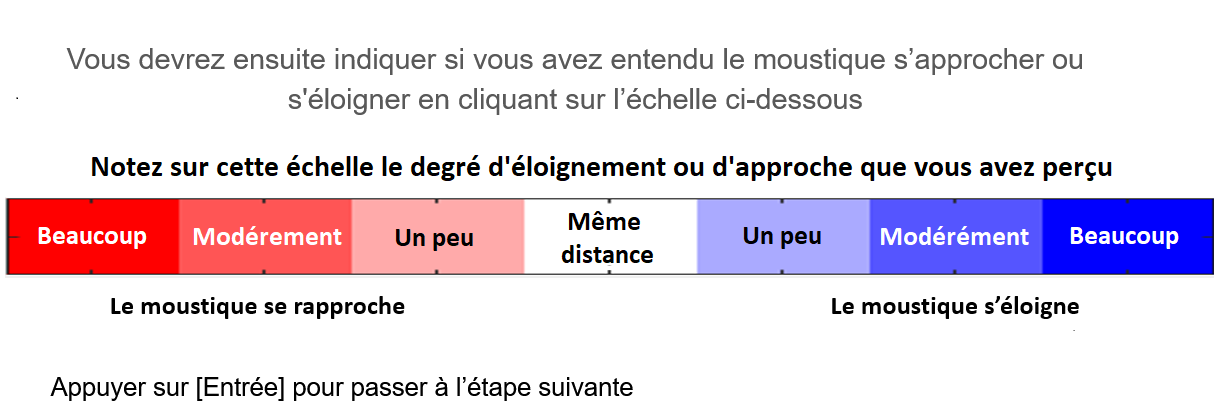 Vous devrez ensuite indiquer si vous avez entendu le moustique s’approcher ou
s'éloigner en cliquant sur l’échelle ci-dessous
Notez sur cette échelle le degré d'éloignement ou d'approche que vous avez perçu
Beaucoup Modérement Un peu Même distance Un peu Modérément Beaucoup
Le moustique se rapproche Le moustique s’éloigne
Appuyer sur [Entrée] pour passer à l’étape suivante